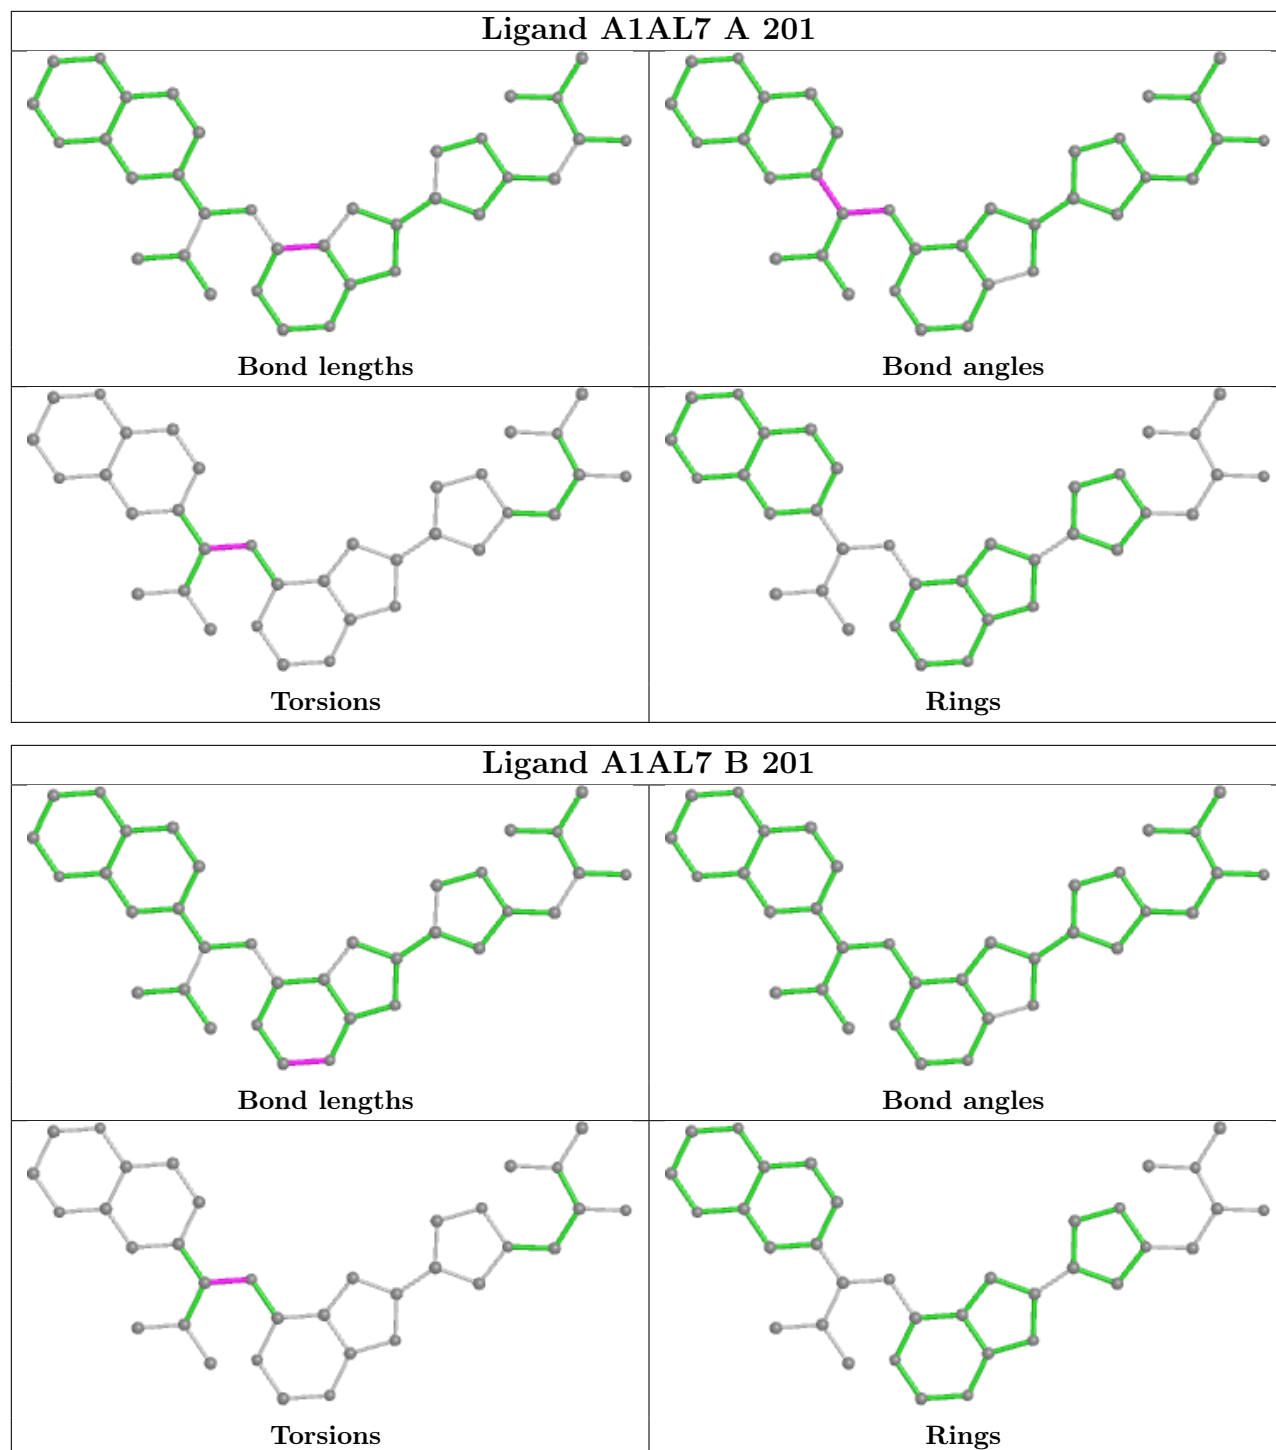 Ligand A1AL7 A 201
Bond lengths
Bond angles
Torsions
Rings
Ligand A1AL7 B 201
Bond lengths
Bond angles
Torsions
Rings